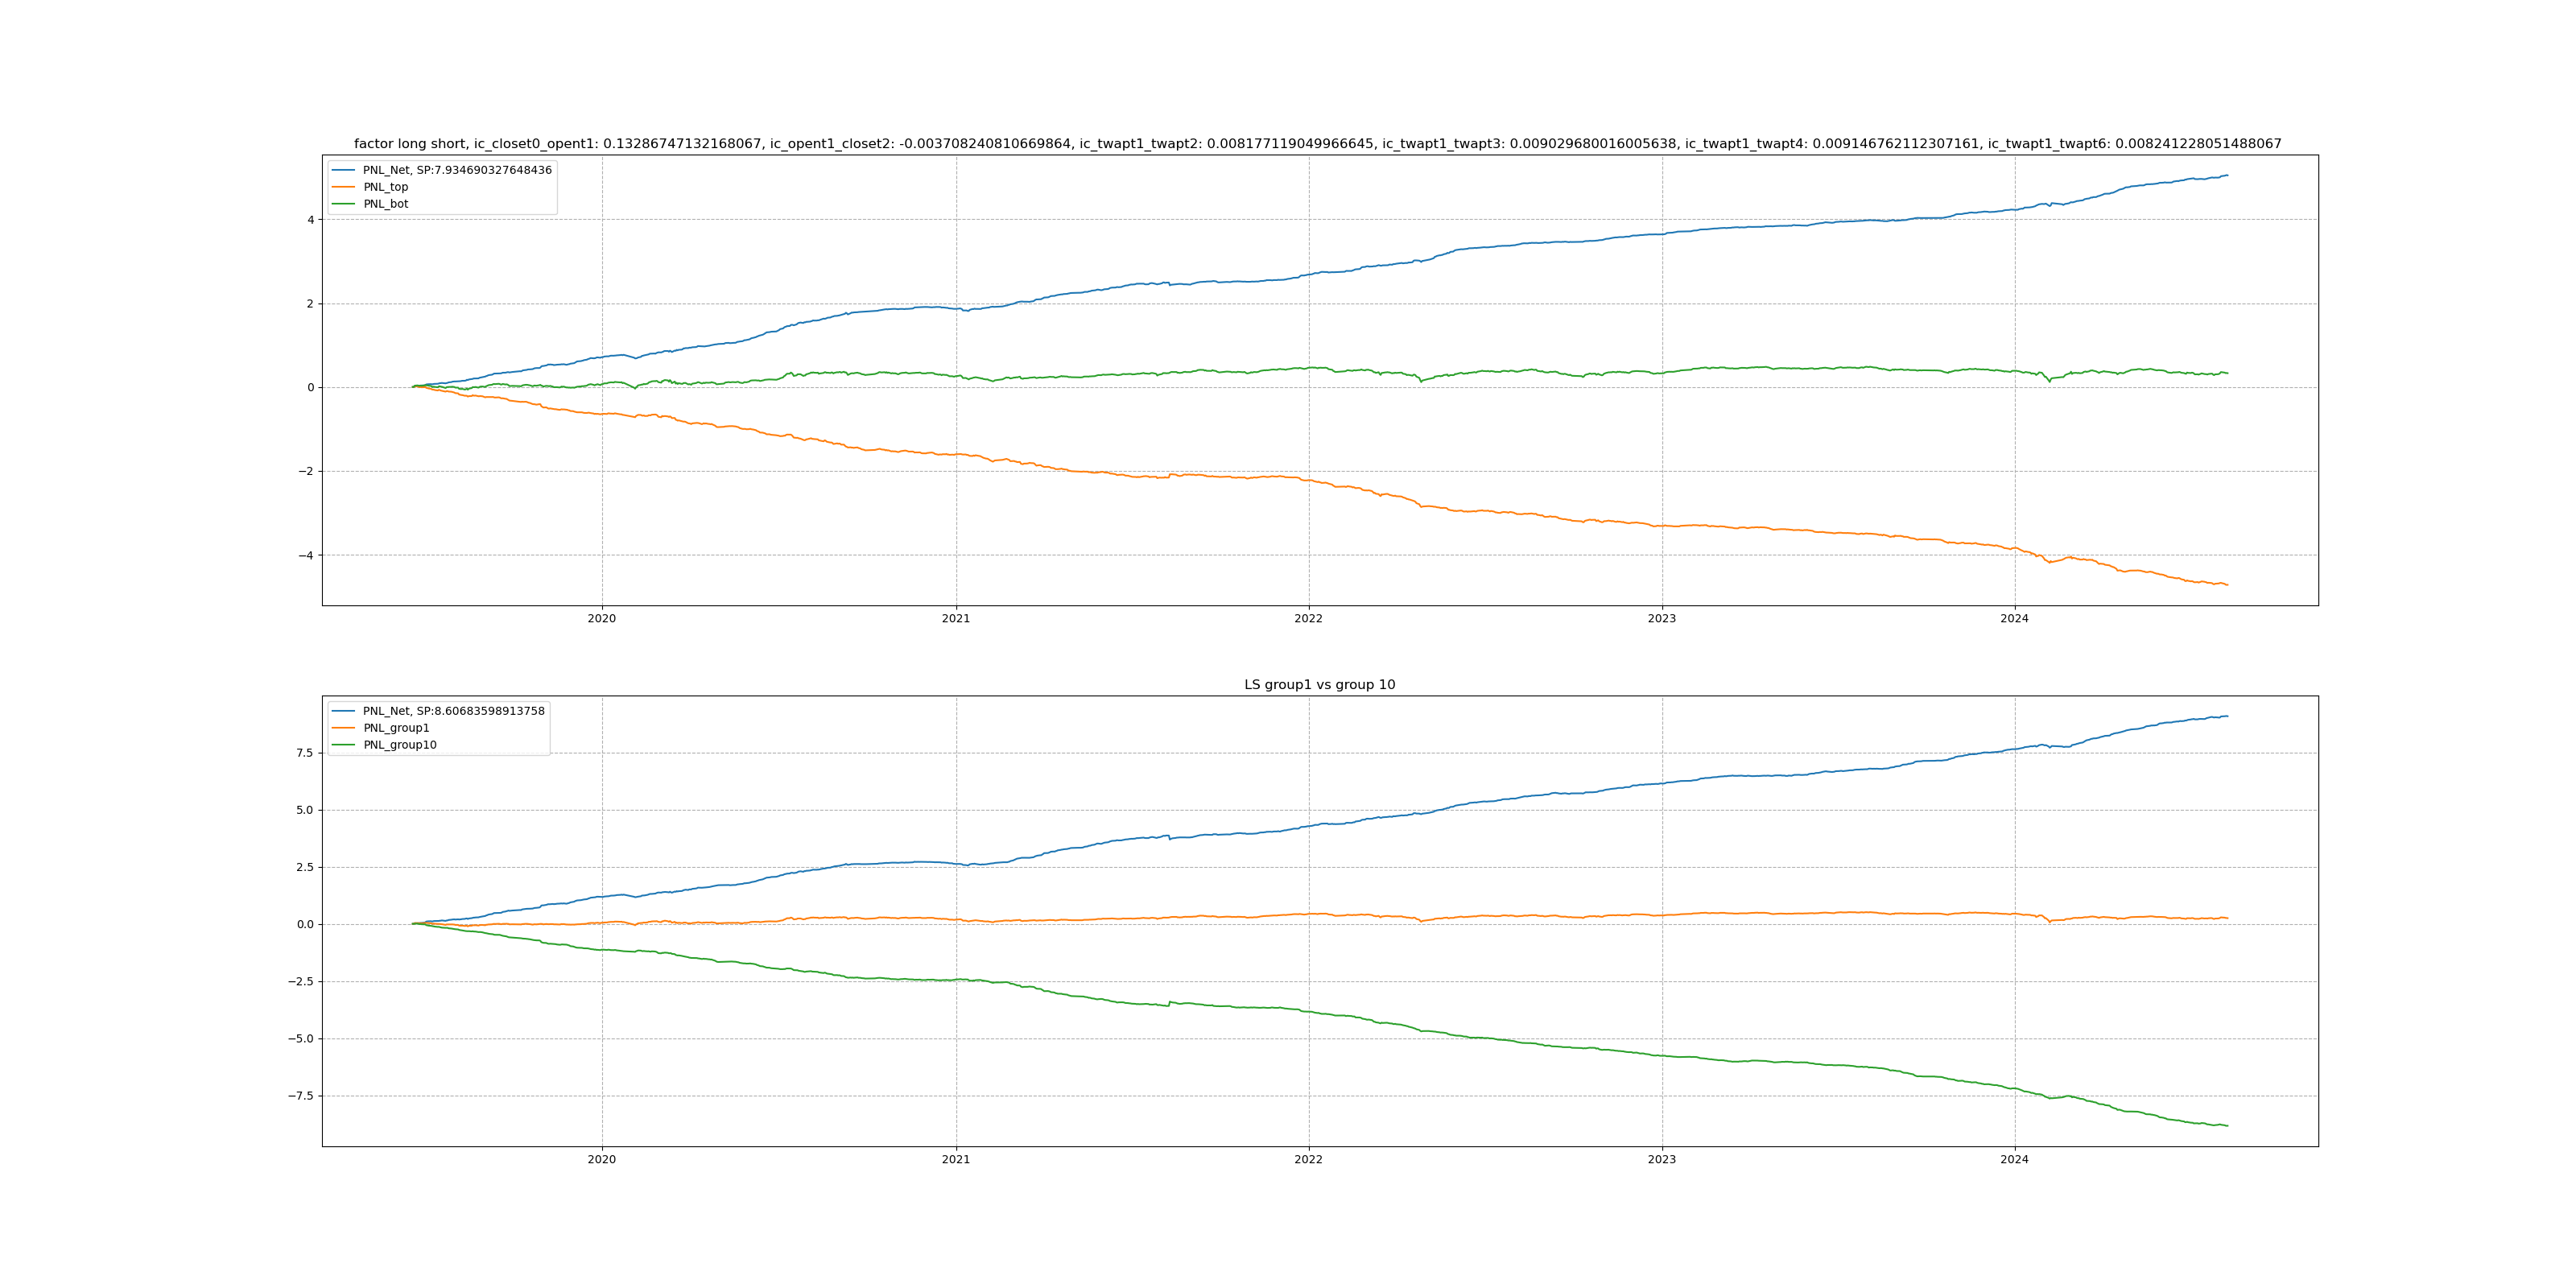 factor long short, ic_closet0_opent1: 0.13286747132168067, ic_opent1_closet2: -0.003708240810669864, ic_twapt1_twapt2: 0.008177119049966645, ic_twapt1_twapt3: 0.009029680016005638, ic_twapt1_twapt4: 0.009146762112307161, ic_twapt1_twapt6: 0.008241228051488067
PNL_Net, SP:7.934690327648436
PNL_top
PNL_bot
4
2
0
−2
−4
2020 2021 2022 2023 2024
LS group1 vs group 10
PNL_Net, SP:8.60683598913758
PNL_group1
PNL_group10
7.5
5.0
2.5
0.0
−2.5
−5.0
−7.5
2020 2021 2022 2023 2024